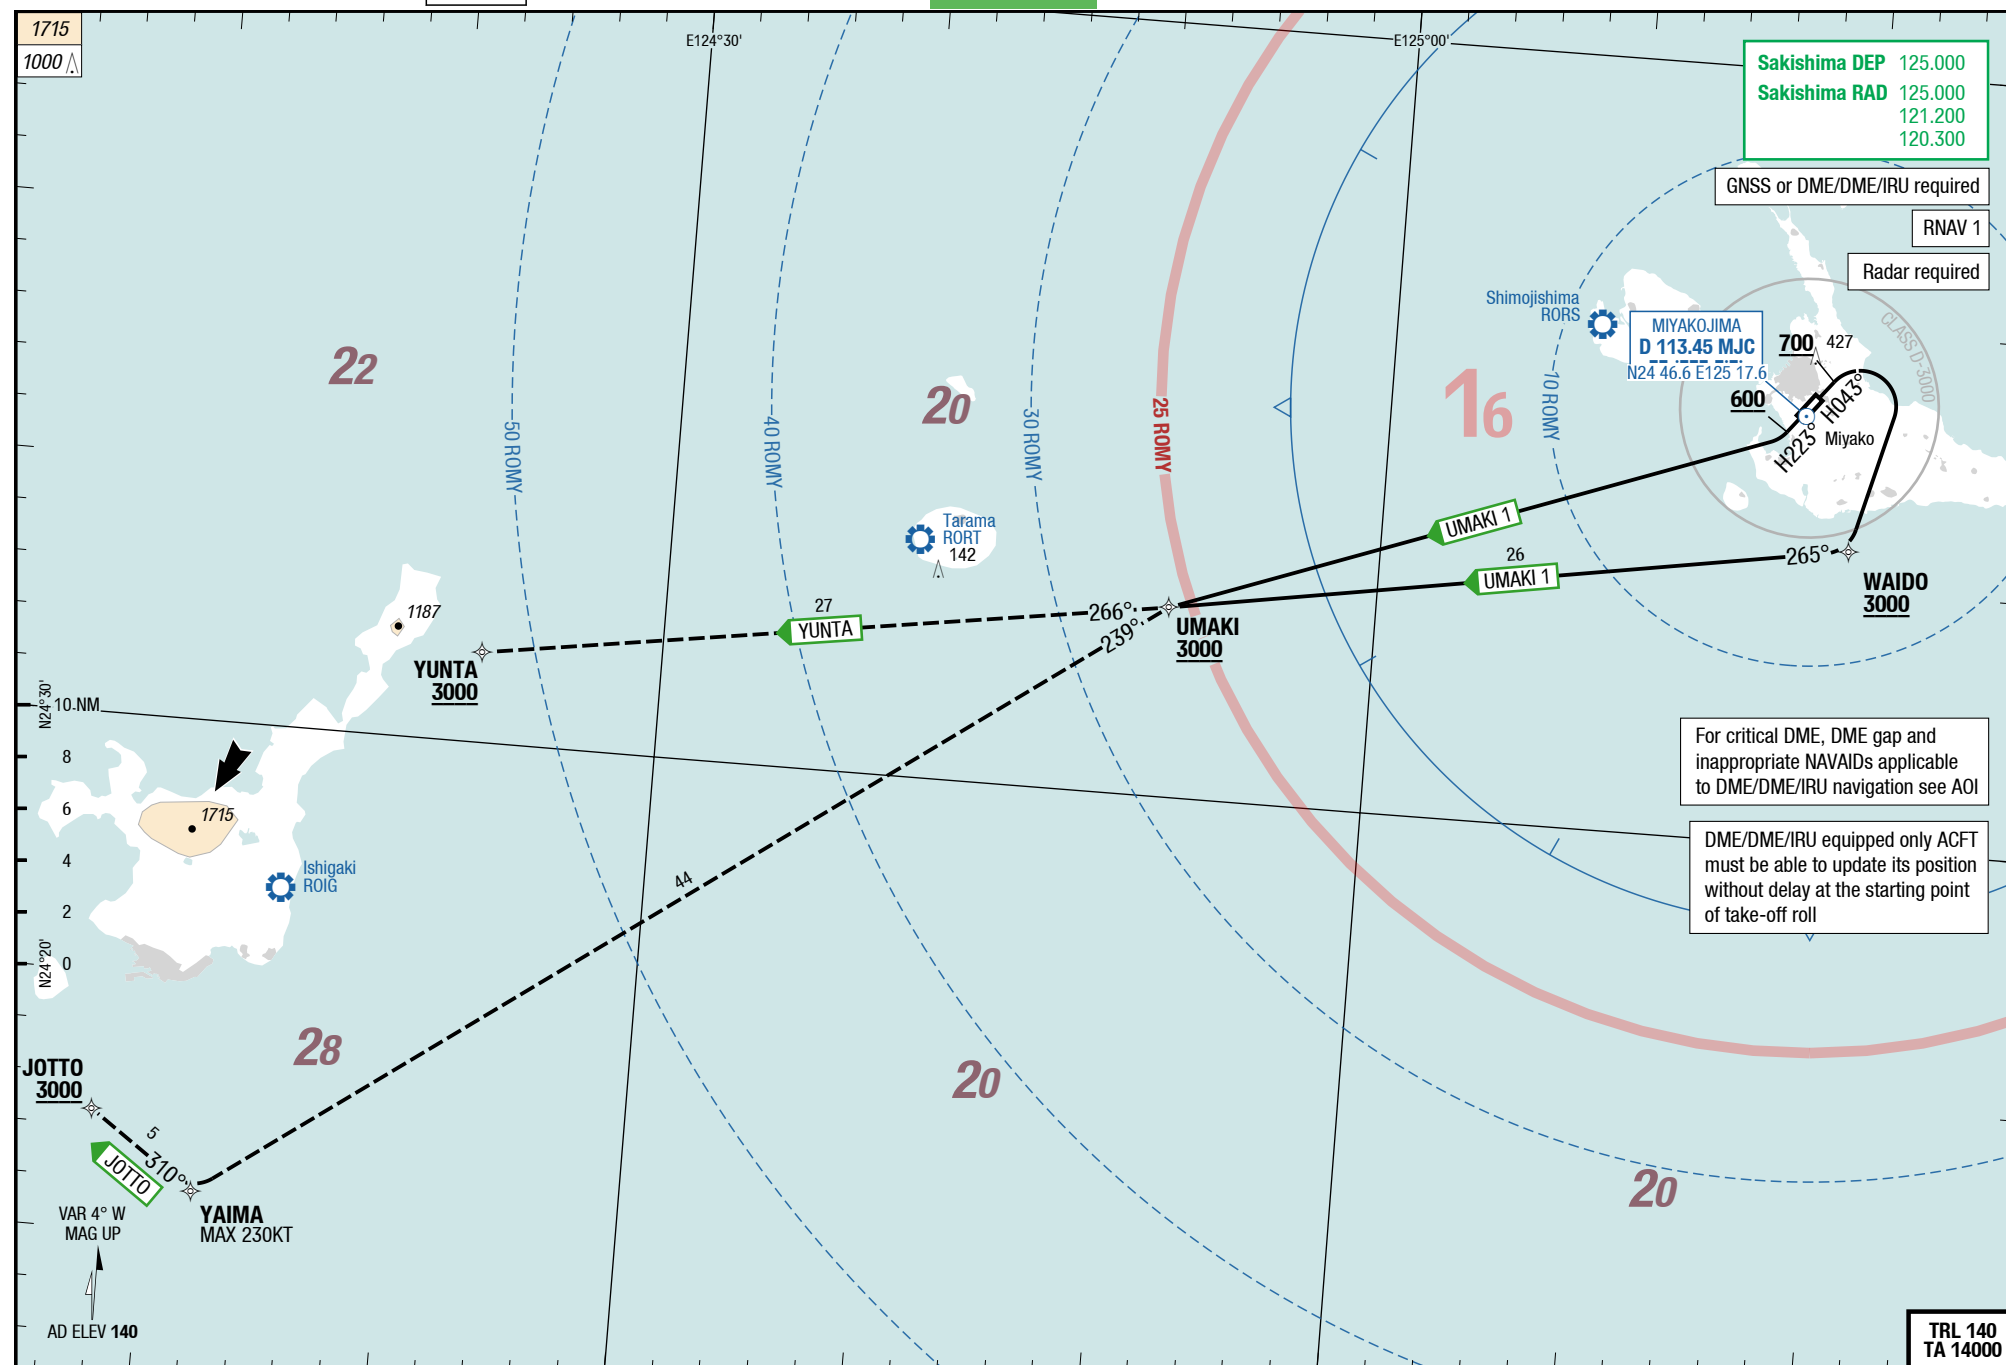 1715
1000
E124°30'
E125°00'
Sakishima DEP 125.000
Sakishima RAD 125.000
121.200
120.300
GNSS or DME/DME/IRU required
RNAV 1
Radar required
Shimojishima
RORS
MIYAKOJIMA
D 113.45 MJC
N24 46.6 E125 17.6
700
427
CLASS D-3000
600
H043°
H223°
Miyako
22
20
16
50 ROMY
40 ROMY
30 ROMY
25 ROMY
10 ROMY
Tarama
RORT
142
UMAKI 1
26
UMAKI 1
265°
WAIDO
3000
1187
27
YUNTA
266°
239°
UMAKI
3000
YUNTA
3000
N24°30'
10 NM
8
6
4
2
0
N24°20'
1715
Ishigaki
ROIG
44
For critical DME, DME gap and
inappropriate NAVAIDs applicable
to DME/DME/IRU navigation see AOI
DME/DME/IRU equipped only ACFT
must be able to update its position
without delay at the starting point
of take-off roll
28
20
20
JOTTO
3000
5
310°
JOTTO
YAIMA
MAX 230KT
VAR 4° W
MAG UP
AD ELEV 140
TRL 140
TA 14000